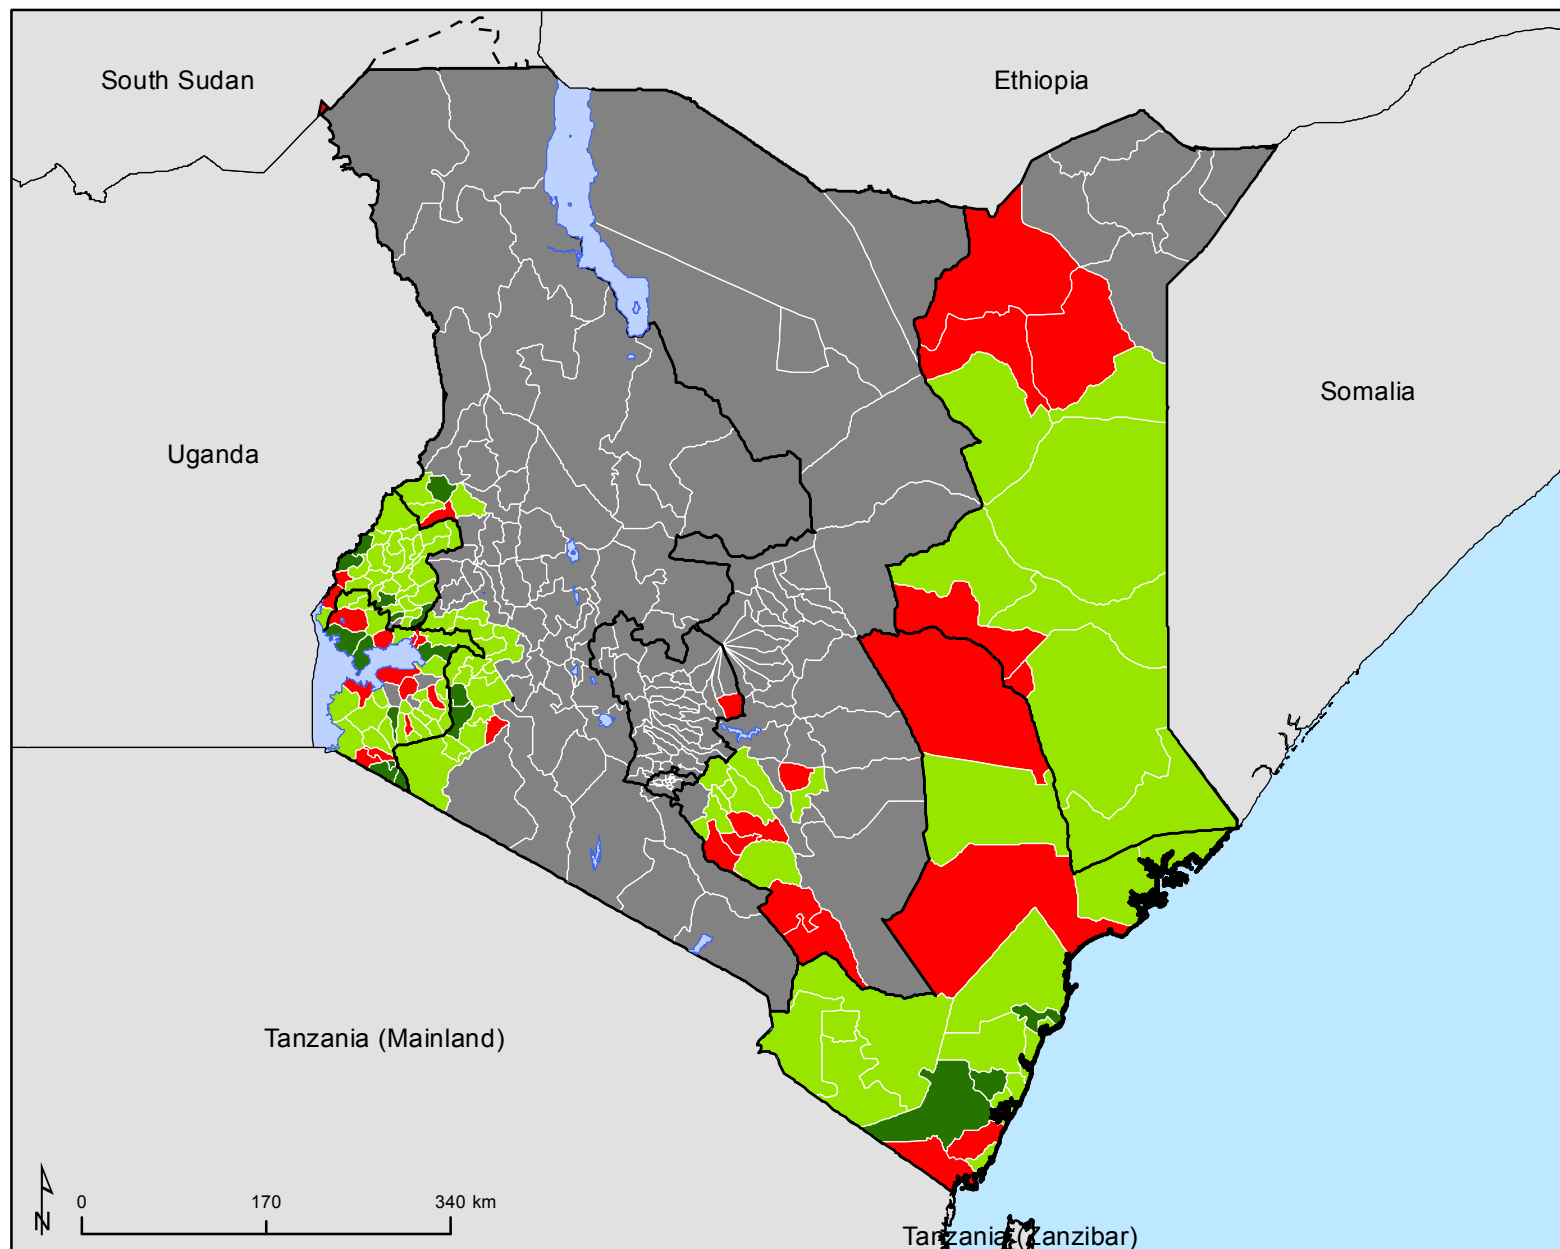 South Sudan
Ethiopia
Somalia
Uganda
Tanzania (Mainland)
N
0 170 340 km
Tanzania (Zanzibar)